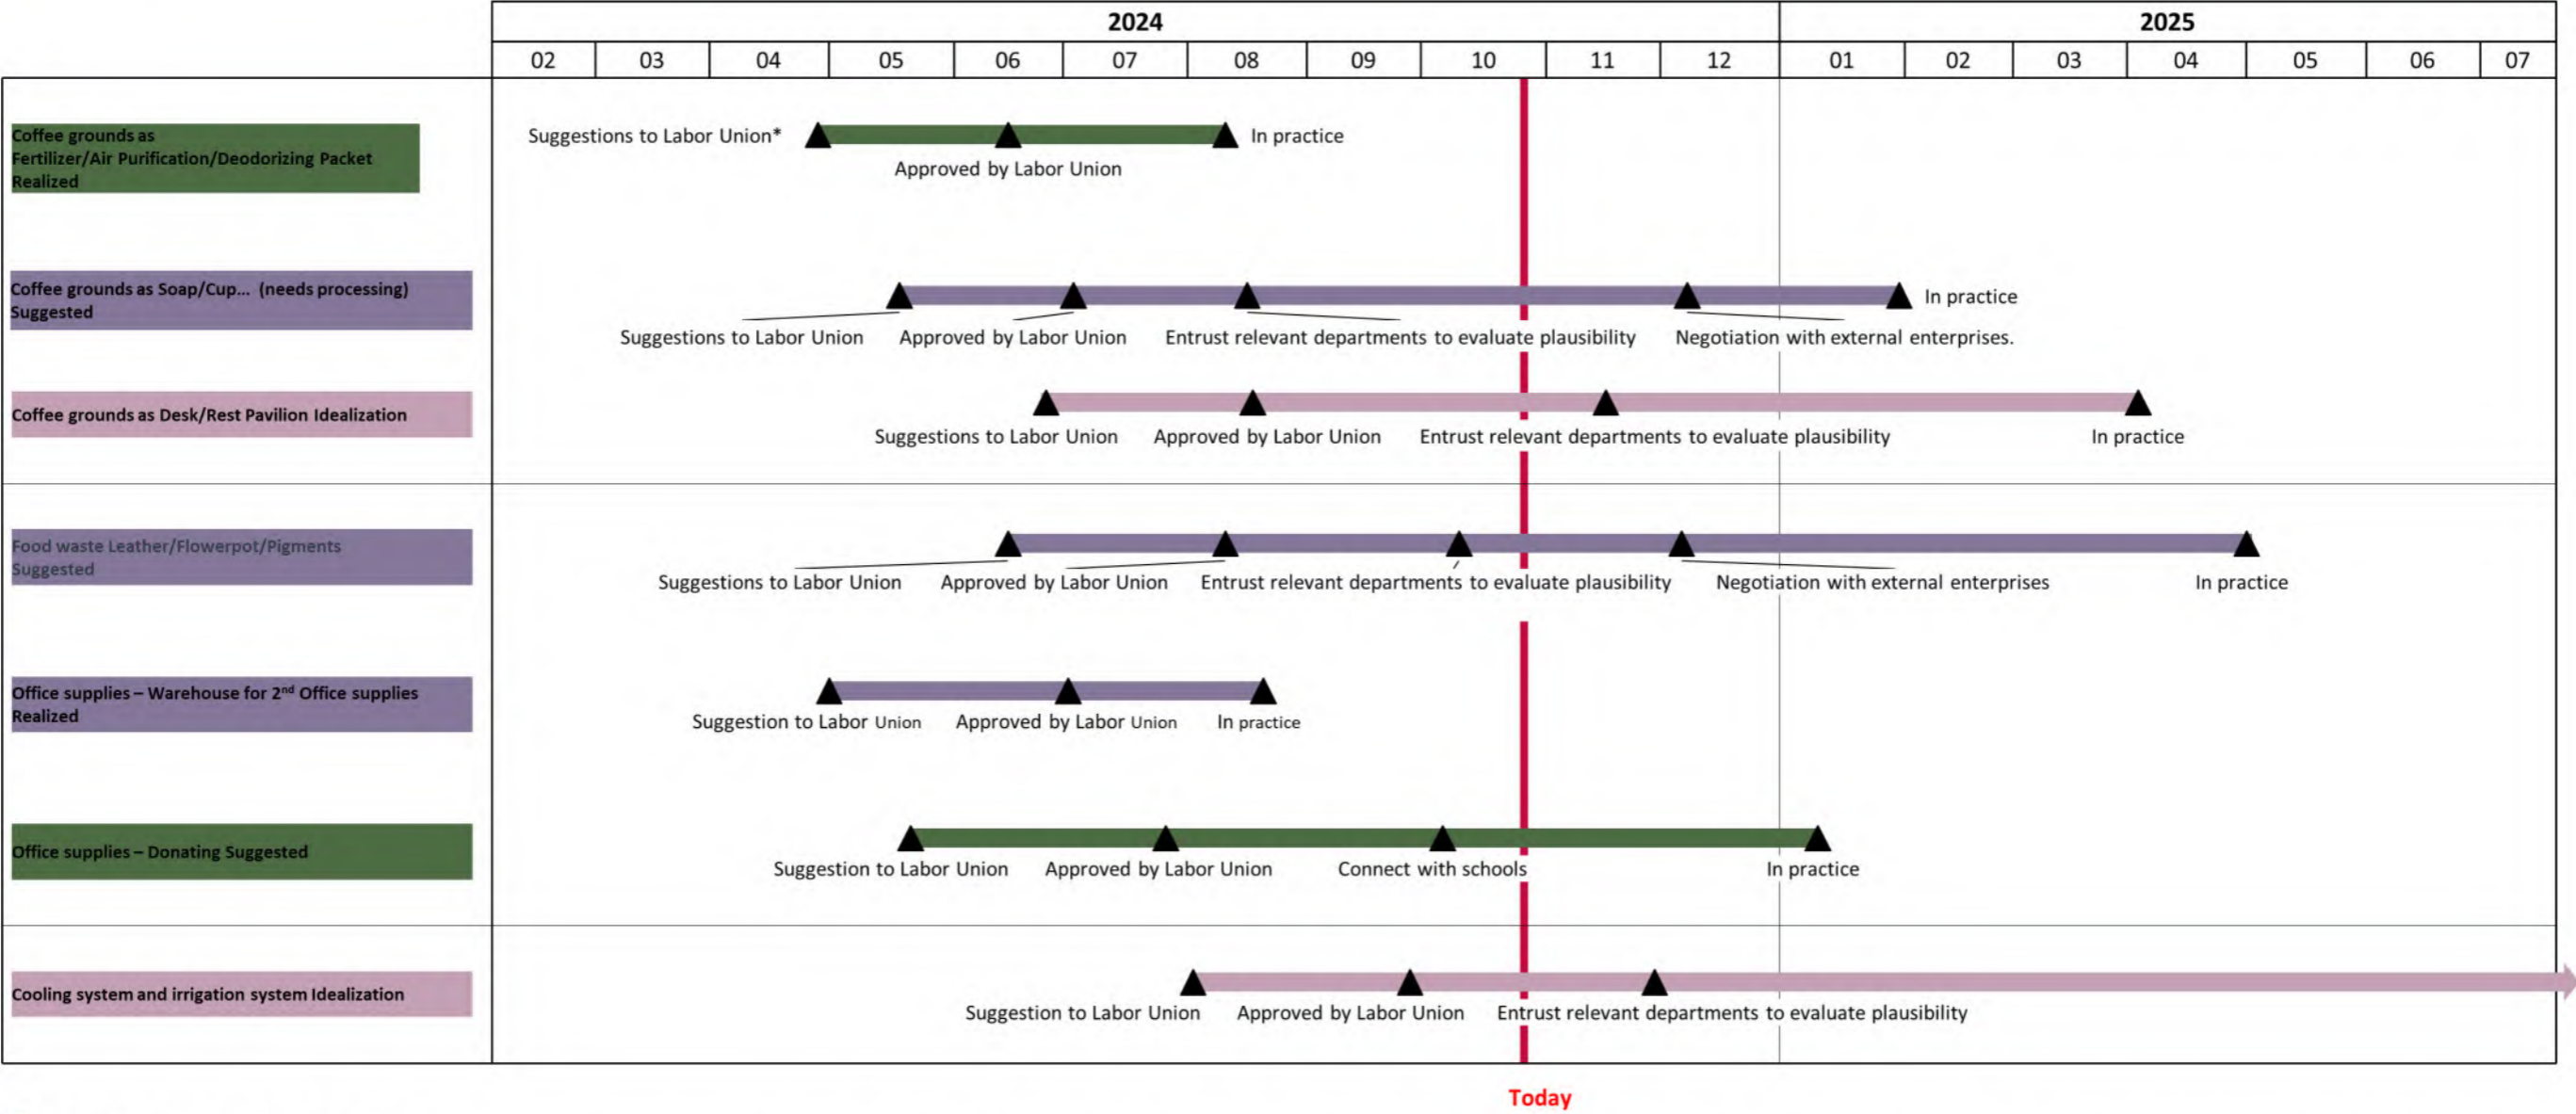 2024
2025
02 03 04 05 06 07 08 09 10 11 12 01 02 03 04 05 06 07
Coffee grounds as
Fertilizer/Air Purification/Deodorizing Packet
Realized
Suggestions to Labor Union*
In practice
Approved by Labor Union
Coffee grounds as Soap/Cup... (needs processing)
Suggested
In practice
Suggestions to Labor Union
Approved by Labor Union
Entrust relevant departments to evaluate plausibility
Negotiation with external enterprises.
Coffee grounds as Desk/Rest Pavilion Idealization
Suggestions to Labor Union
Approved by Labor Union
Entrust relevant departments to evaluate plausibility
In practice
Food waste Leather/Flowerpot/Pigments
Suggested
Suggestions to Labor Union
Approved by Labor Union
Entrust relevant departments to evaluate plausibility
Negotiation with external enterprises
In practice
Office supplies – Warehouse for 2nd Office supplies
Realized
Suggestion to Labor Union
Approved by Labor Union
In practice
Office supplies – Donating Suggested
Suggestion to Labor Union
Approved by Labor Union
Connect with schools
In practice
Cooling system and irrigation system Idealization
Suggestion to Labor Union
Approved by Labor Union
Entrust relevant departments to evaluate plausibility
Today